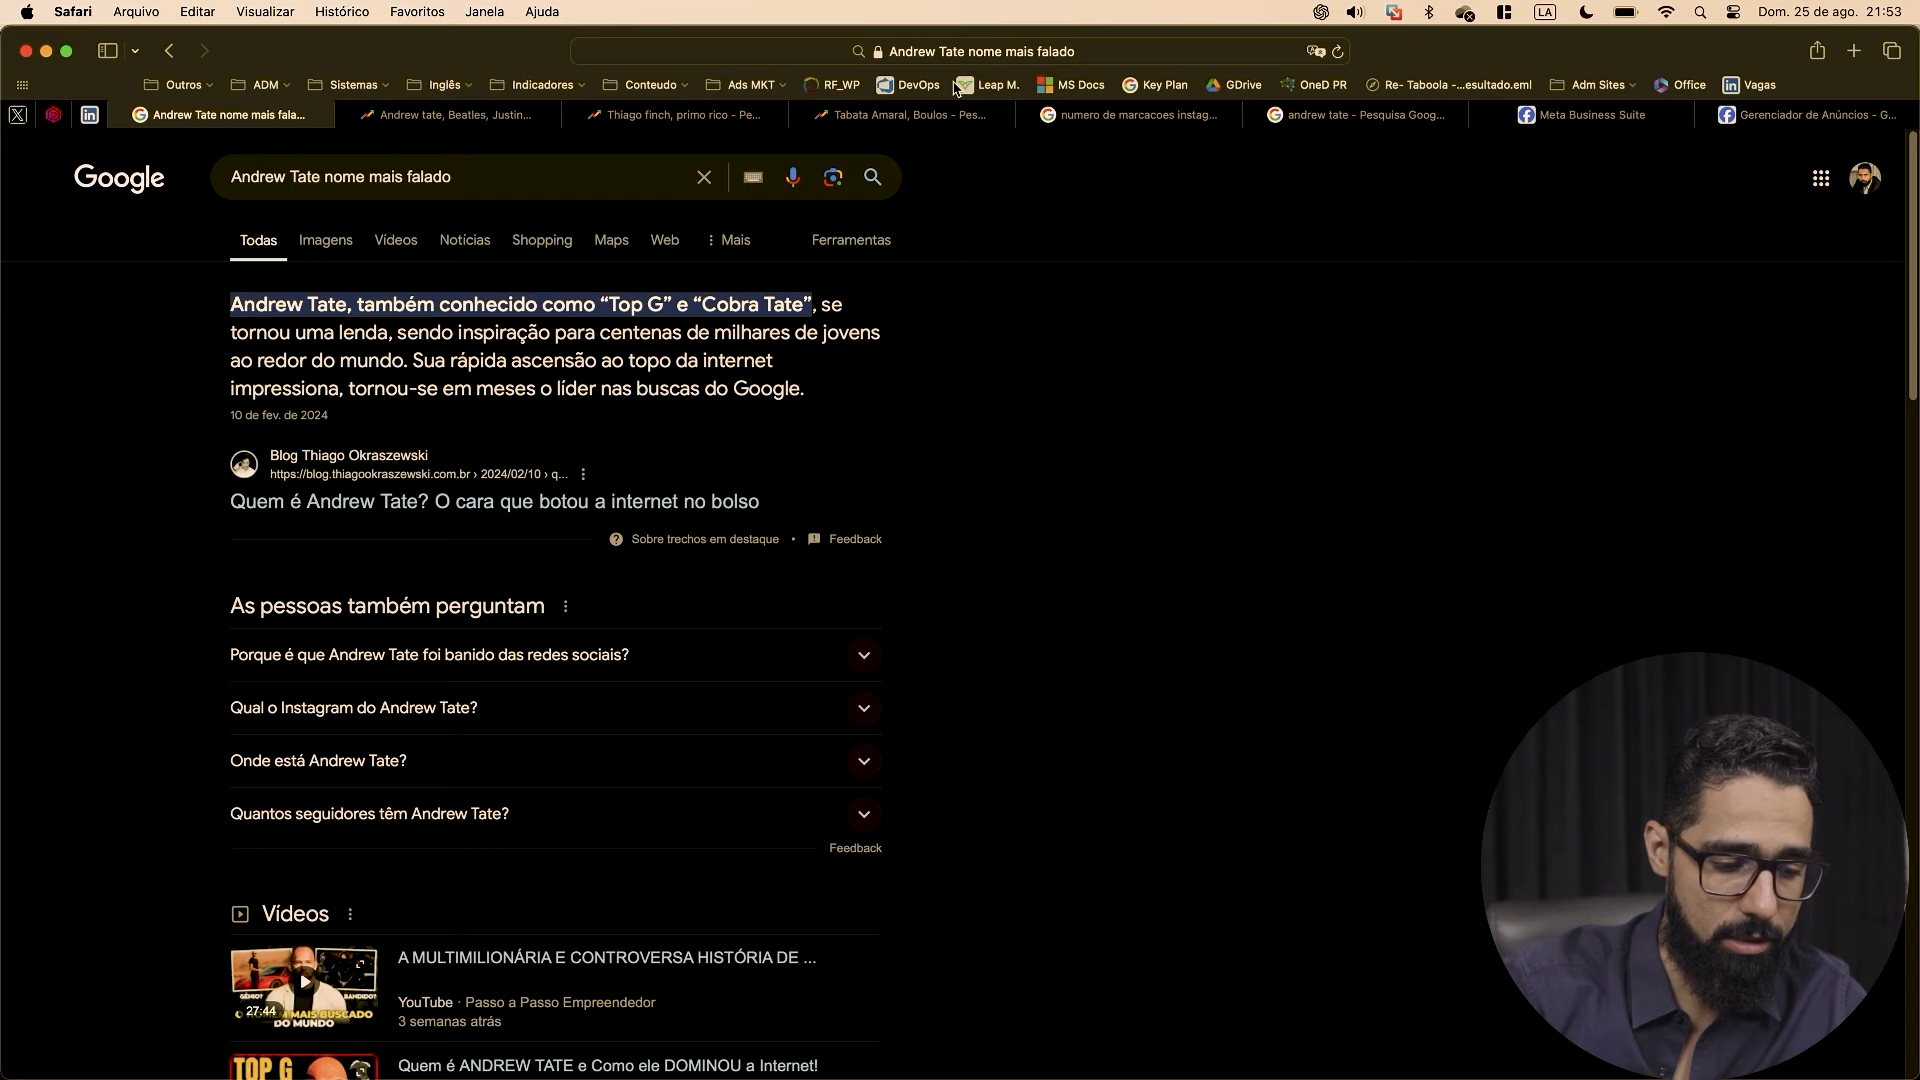 Safari Arquivo Editar Visualizar Histórico Favoritos Janela Ajuda LA Dom. 25 de ago. 21:53
Andrew Tate nome mais falado
Outros ADM Sistemas Inglês Indicadores Conteudo Ads MKT RF_WP DevOps Leap M. MS Docs Key Plan GDrive OneD PR Re- Taboola -...esultado.eml Adm Sites Office Vagas
Andrew Tate nome mais fala... Andrew tate, Beatles, Justin... Thiago finch, primo rico - Pe... Tabata Amaral, Boulos - Pes... numero de marcacoes instag... andrew tate - Pesquisa Goog... Meta Business Suite Gerenciador de Anúncios - G...
Google Andrew Tate nome mais falado
Todas Imagens Vídeos Notícias Shopping Maps Web Mais Ferramentas
Andrew Tate, também conhecido como “Top G” e “Cobra Tate”, se
tornou uma lenda, sendo inspiração para centenas de milhares de jovens
ao redor do mundo. Sua rápida ascensão ao topo da internet
impressiona, tornou-se em meses o líder nas buscas do Google.
10 de fev. de 2024
Blog Thiago Okraszewski
https://blog.thiagookraszewski.com.br › 2024/02/10 › q...
Quem é Andrew Tate? O cara que botou a internet no bolso
Sobre trechos em destaque • Feedback
As pessoas também perguntam
Porque é que Andrew Tate foi banido das redes sociais?
Qual o Instagram do Andrew Tate?
Onde está Andrew Tate?
Quantos seguidores têm Andrew Tate?
Feedback
Vídeos
A MULTIMILIONÁRIA E CONTROVERSA HISTÓRIA DE ...
GÊNIO? BANDIDO?
27:44
O HOMEM MAIS BUSCADO
DO MUNDO
YouTube · Passo a Passo Empreendedor
3 semanas atrás
TOP G
Quem é ANDREW TATE e Como ele DOMINOU a Internet!